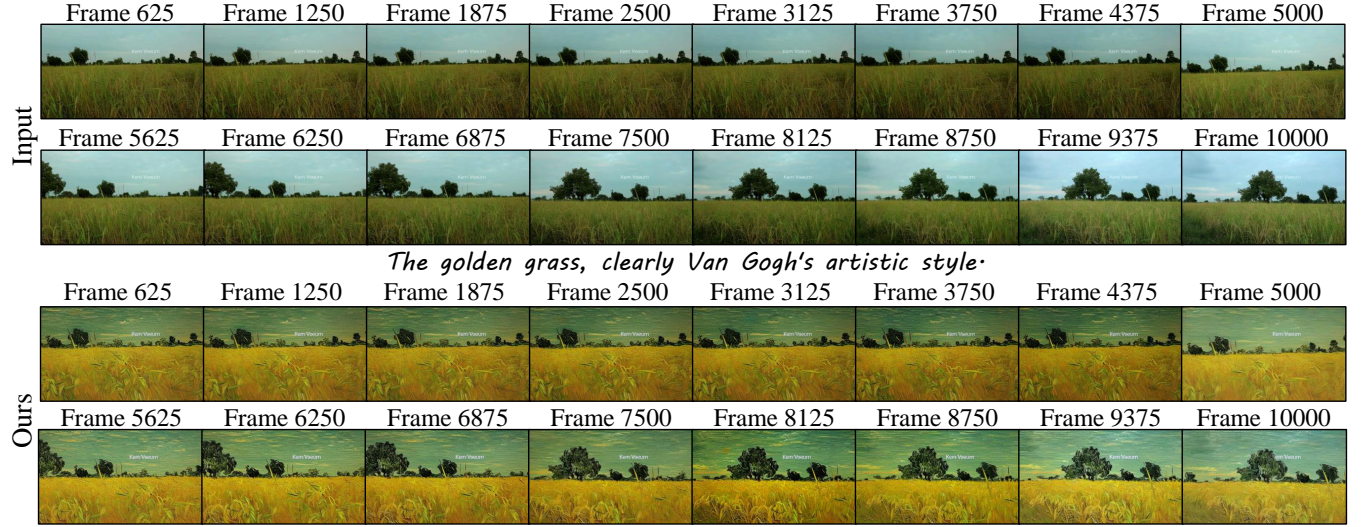 Frame 625 Frame 1250 Frame 1875 Frame 2500 Frame 3125 Frame 3750 Frame 4375 Frame 5000
Input
Frame 5625 Frame 6250 Frame 6875 Frame 7500 Frame 8125 Frame 8750 Frame 9375 Frame 10000
The golden grass, clearly Van Gogh's artistic style.
Frame 625 Frame 1250 Frame 1875 Frame 2500 Frame 3125 Frame 3750 Frame 4375 Frame 5000
Ours
Frame 5625 Frame 6250 Frame 6875 Frame 7500 Frame 8125 Frame 8750 Frame 9375 Frame 10000